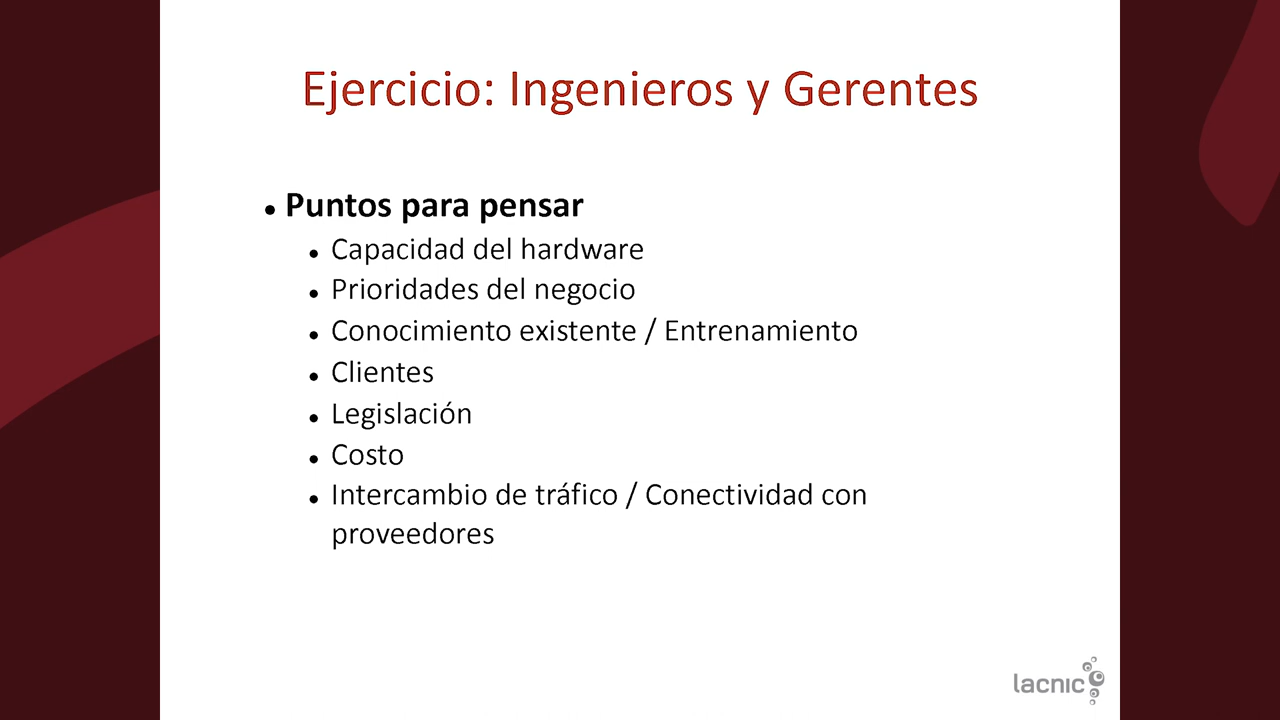 Ejercicio: Ingenieros y Gerentes
• Puntos para pensar
• Capacidad del hardware
• Prioridades del negocio
• Conocimiento existente / Entrenamiento
• Clientes
• Legislación
• Costo
• Intercambio de tráfico / Conectividad con
proveedores
lacnic